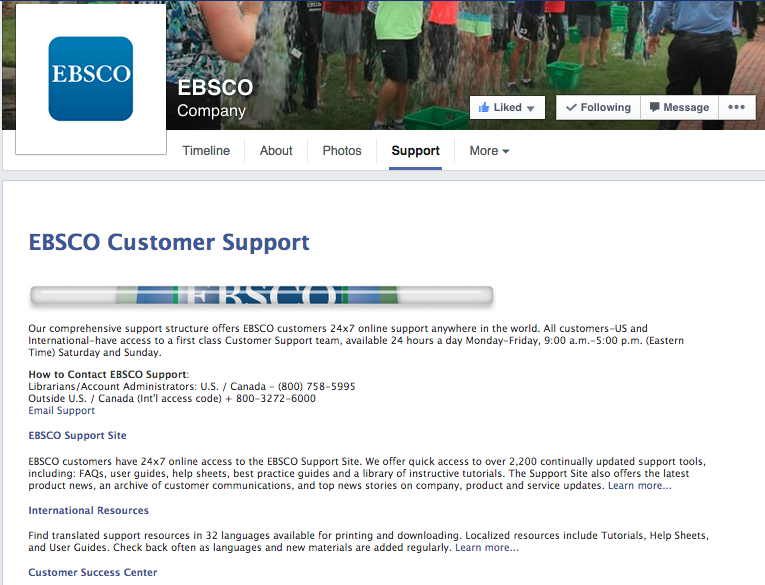 EBSCO
EBSCO
Company
Liked
Following
Message
Timeline
About
Photos
Support
More
EBSCO Customer Support
EBSCO
Our comprehensive support structure offers EBSCO customers 24x7 online support anywhere in the world. All customers–US and
International–have access to a first class Customer Support team, available 24 hours a day Monday–Friday, 9:00 a.m.–5:00 p.m. (Eastern
Time) Saturday and Sunday.
How to Contact EBSCO Support:
Librarians/Account Administrators: U.S. / Canada – (800) 758–5995
Outside U.S. / Canada (Int'l access code) + 800–3272–6000
Email Support
EBSCO Support Site
EBSCO customers have 24x7 online access to the EBSCO Support Site. We offer quick access to over 2,200 continually updated support tools,
including: FAQs, user guides, help sheets, best practice guides and a library of instructive tutorials. The Support Site also offers the latest
product news, an archive of customer communications, and top news stories on company, product and service updates. Learn more...
International Resources
Find translated support resources in 32 languages available for printing and downloading. Localized resources include Tutorials, Help Sheets,
and User Guides. Check back often as languages and new materials are added regularly. Learn more...
Customer Success Center